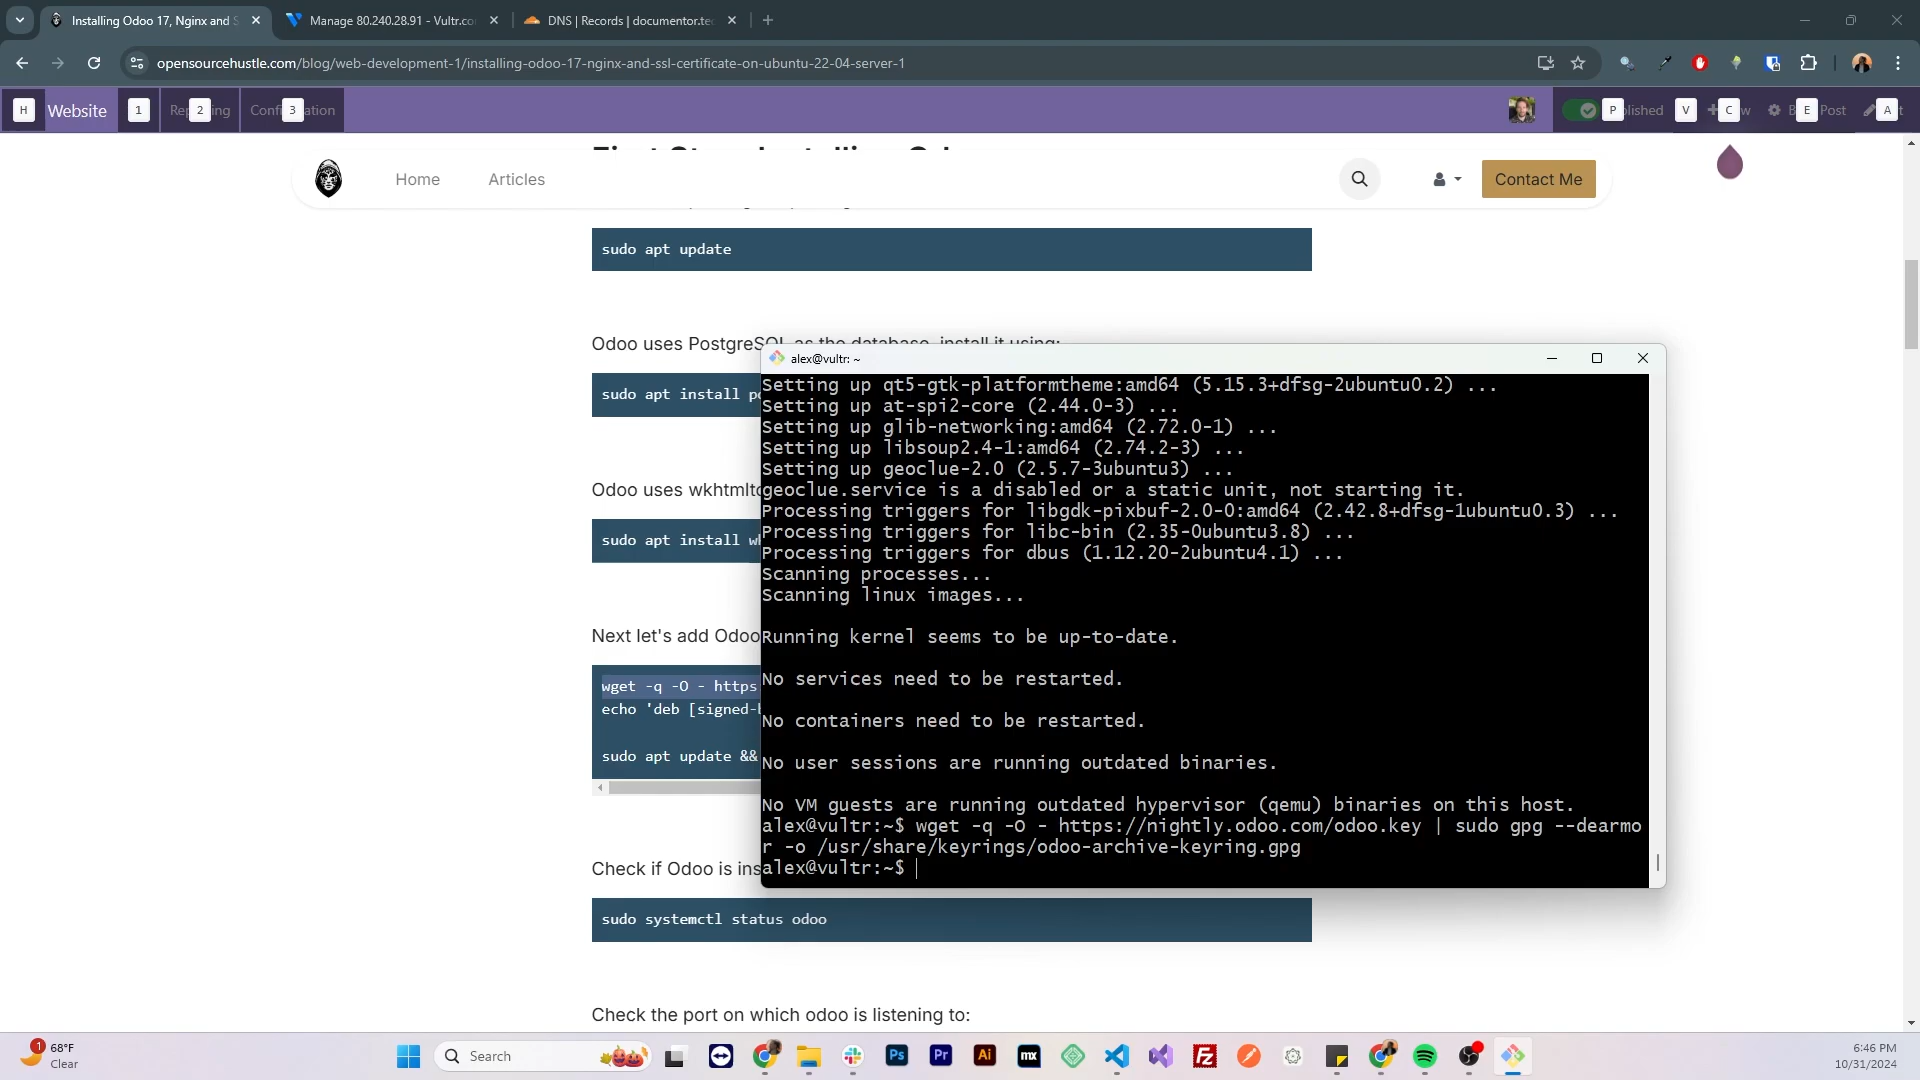 Installing Odoo 17, Nginx and S
Manage 80.240.28.91 - Vultr.co
DNS | Records | documentor.te
opensourcehustle.com/blog/web-development-1/installing-odoo-17-nginx-and-ssl-certificate-on-ubuntu-22-04-server-1
H Website 1 2 3 P V C E Post A
Home Articles Contact Me
sudo apt update
Odoo uses PostgreSQL as the database, install it using:
sudo apt install
Odoo uses
sudo apt install
Next let's add Odoo
wget -q -O - https
echo 'deb [signed-
sudo apt update &&
alex@vultr: ~
Setting up qt5-gtk-platformtheme:amd64 (5.15.3+dfsg-2ubuntu0.2) ...
Setting up at-spi2-core (2.44.0-3) ...
Setting up glib-networking:amd64 (2.72.0-1) ...
Setting up libsoup2.4-1:amd64 (2.74.2-3) ...
Setting up geoclue-2.0 (2.5.7-3ubuntu3) ...
geoclue.service is a disabled or a static unit, not starting it.
Processing triggers for libgdk-pixbuf-2.0-0:amd64 (2.42.8+dfsg-1ubuntu0.3) ...
Processing triggers for libc-bin (2.35-0ubuntu3.8) ...
Processing triggers for dbus (1.12.20-2ubuntu4.1) ...
Scanning processes...
Scanning linux images...
Running kernel seems to be up-to-date.
No services need to be restarted.
No containers need to be restarted.
No user sessions are running outdated binaries.
No VM guests are running outdated hypervisor (qemu) binaries on this host.
alex@vultr:~$ wget -q -O - https://nightly.odoo.com/odoo.key | sudo gpg --dearmo
r -o /usr/share/keyrings/odoo-archive-keyring.gpg
alex@vultr:~$
Check if Odoo is ins
sudo systemctl status odoo
Check the port on which odoo is listening to:
1
68°F
Clear
Search
Ps Pr Ai mx Fz
6:46 PM
10/31/2024